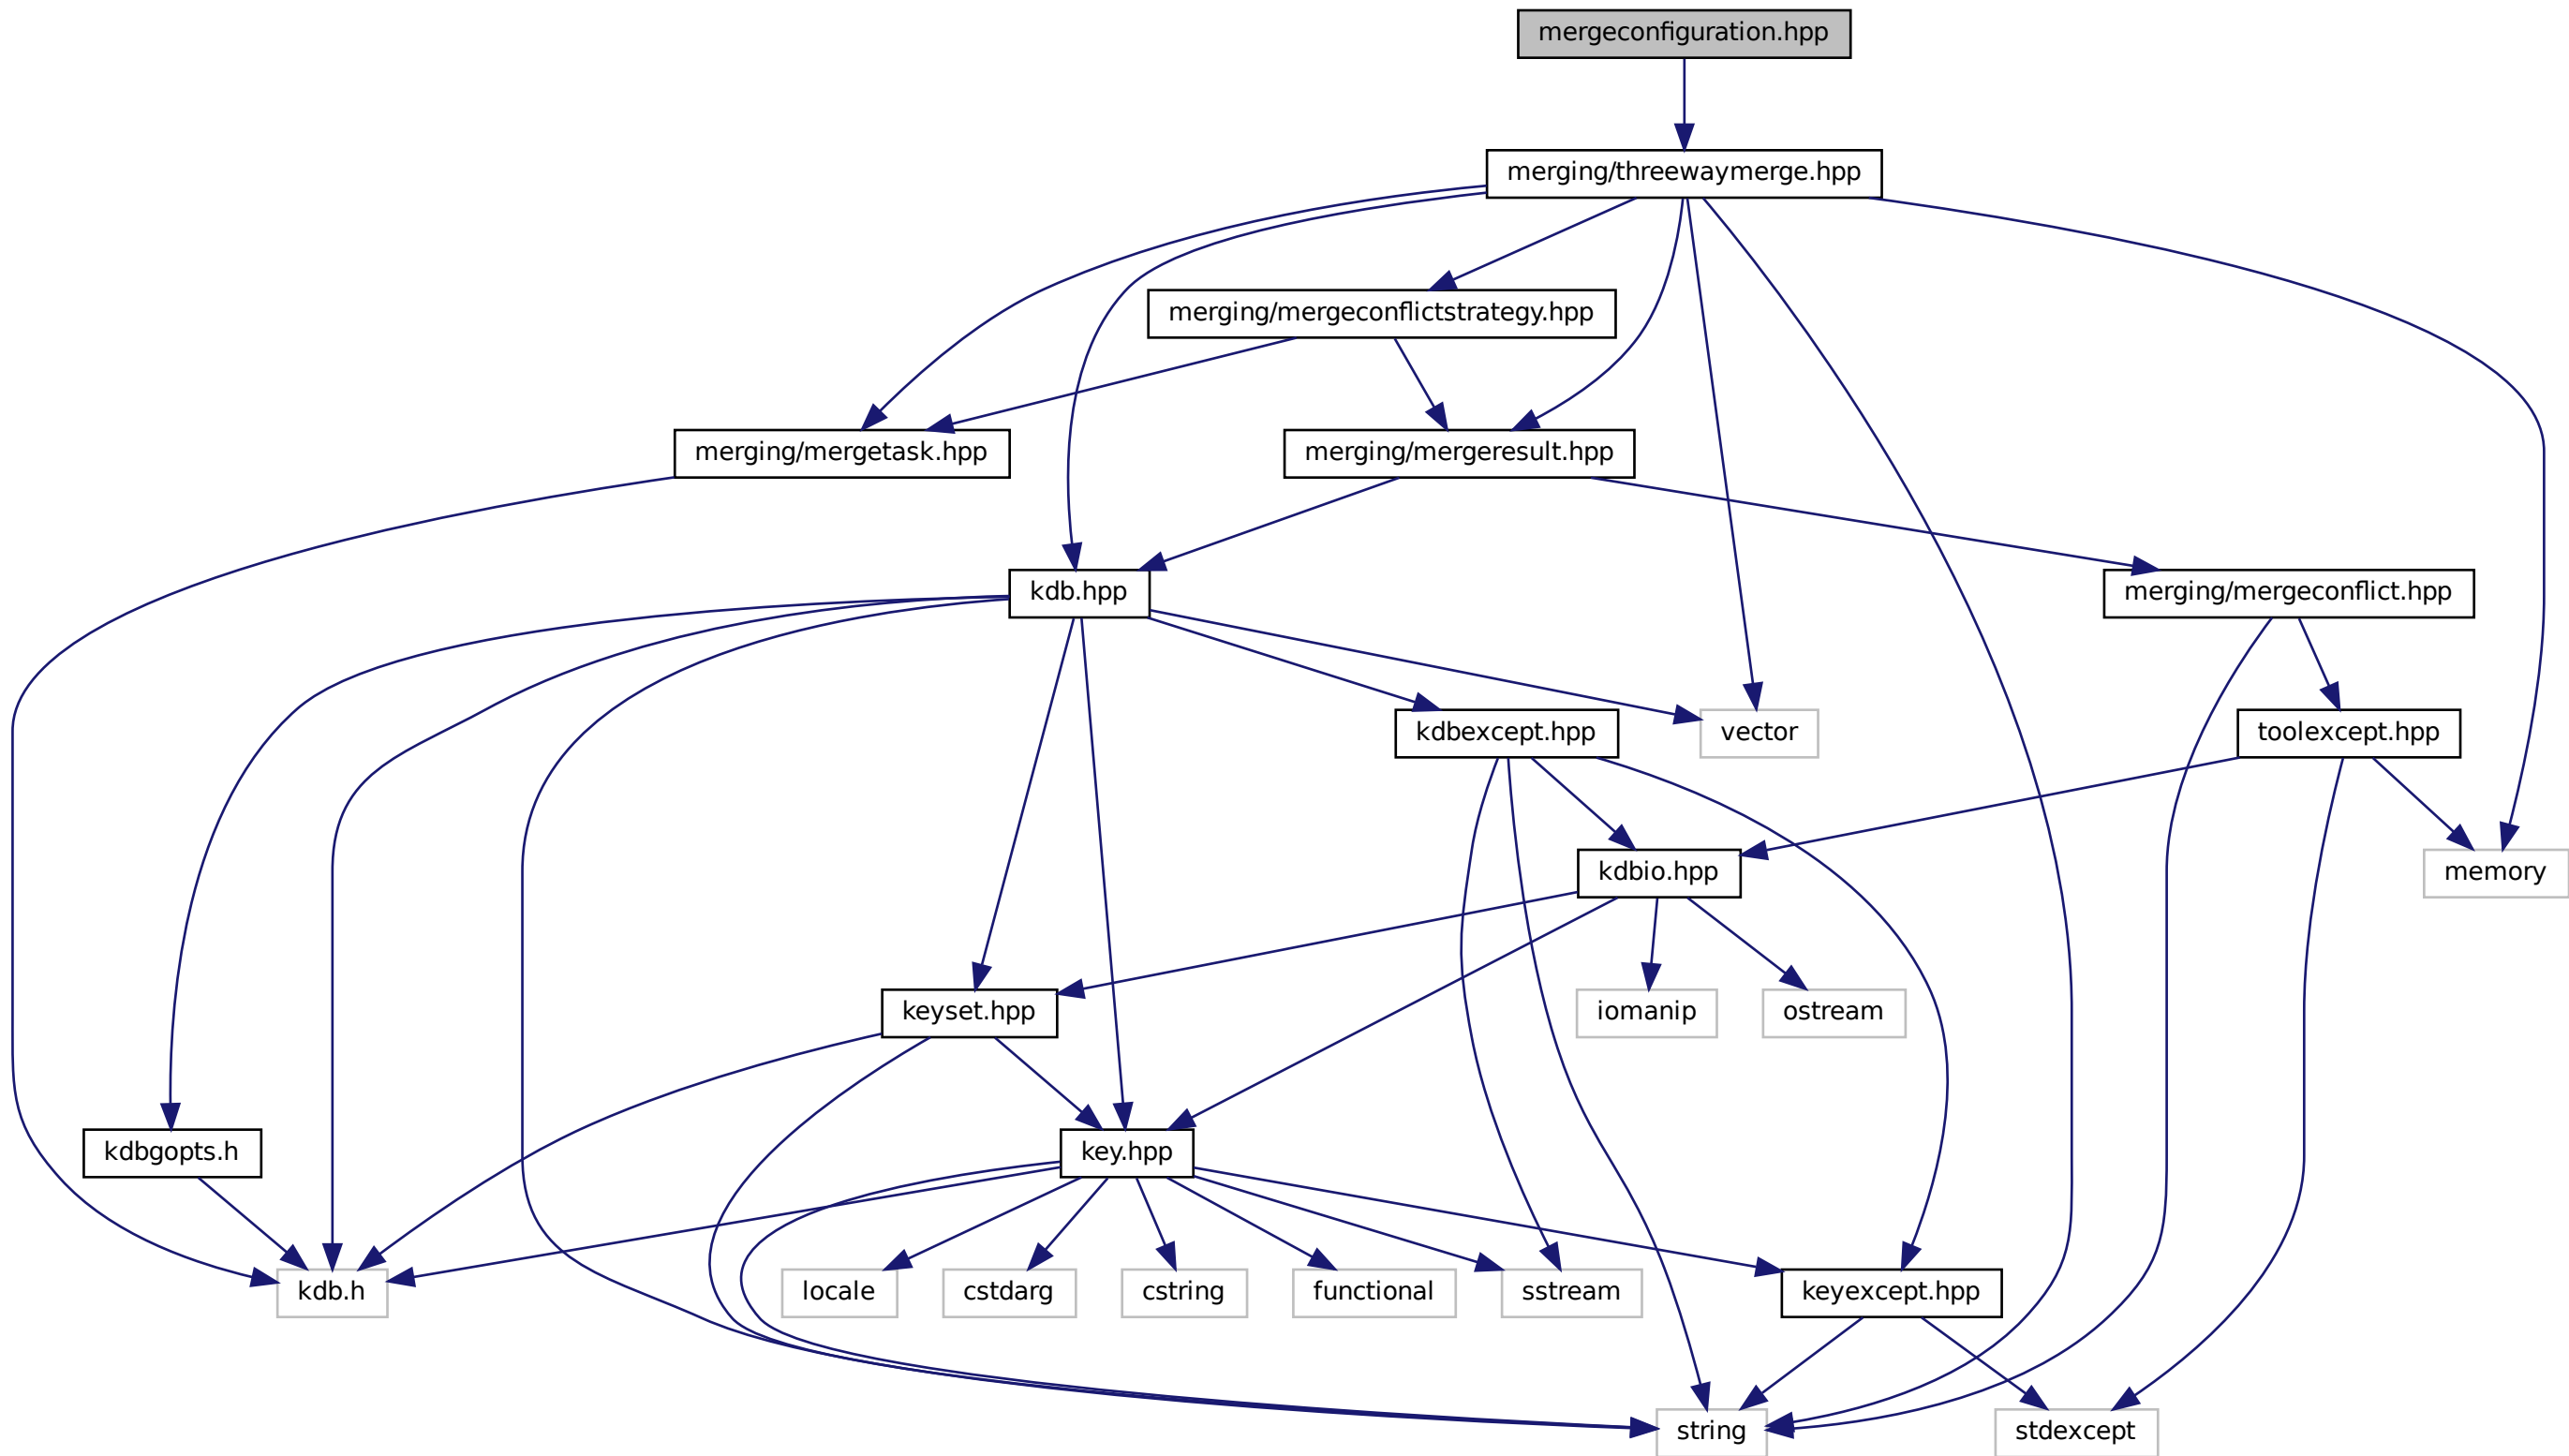 mergeconfiguration.hpp
merging/threewaymerge.hpp
merging/mergeconflictstrategy.hpp
merging/mergetask.hpp
merging/mergeresult.hpp
kdb.hpp
merging/mergeconflict.hpp
kdbexcept.hpp
vector
toolexcept.hpp
kdbio.hpp
memory
keyset.hpp
iomanip
ostream
kdbgopts.h
key.hpp
kdb.h
locale
cstdarg
cstring
functional
sstream
keyexcept.hpp
string
stdexcept